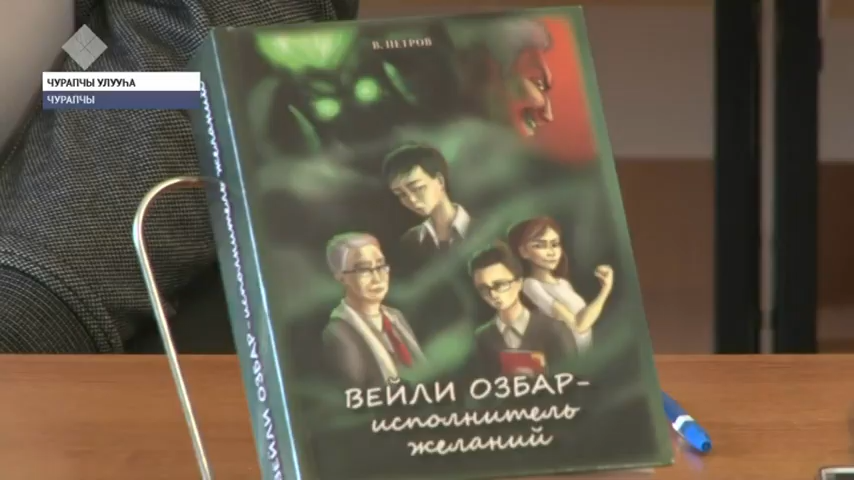 ЧУРАПЧЫ УЛУУҺА
ЧУРАПЧЫ
В. ПЕТРОВ
ВЕЙЛИ ОЗБАР-
исполнитель
желаний
ВЕЙЛИ ОЗБАР-исполнитель желаний